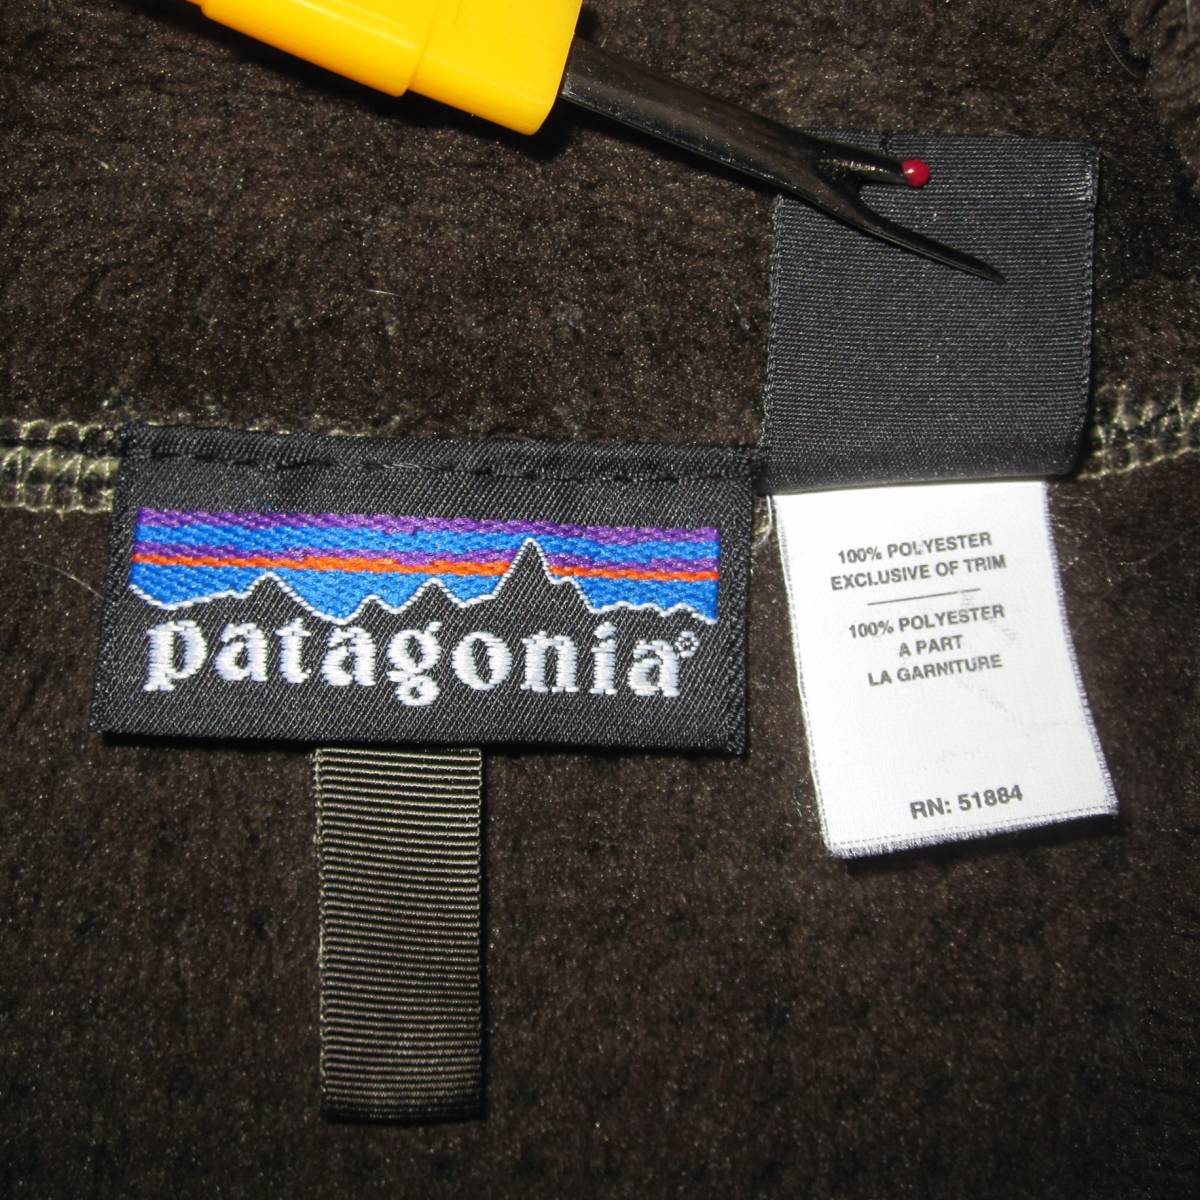 patagonia®
100% POLYESTER
EXCLUSIVE OF TRIM
100% POLYESTER
A PART
LA GARNITURE
RN: 51884